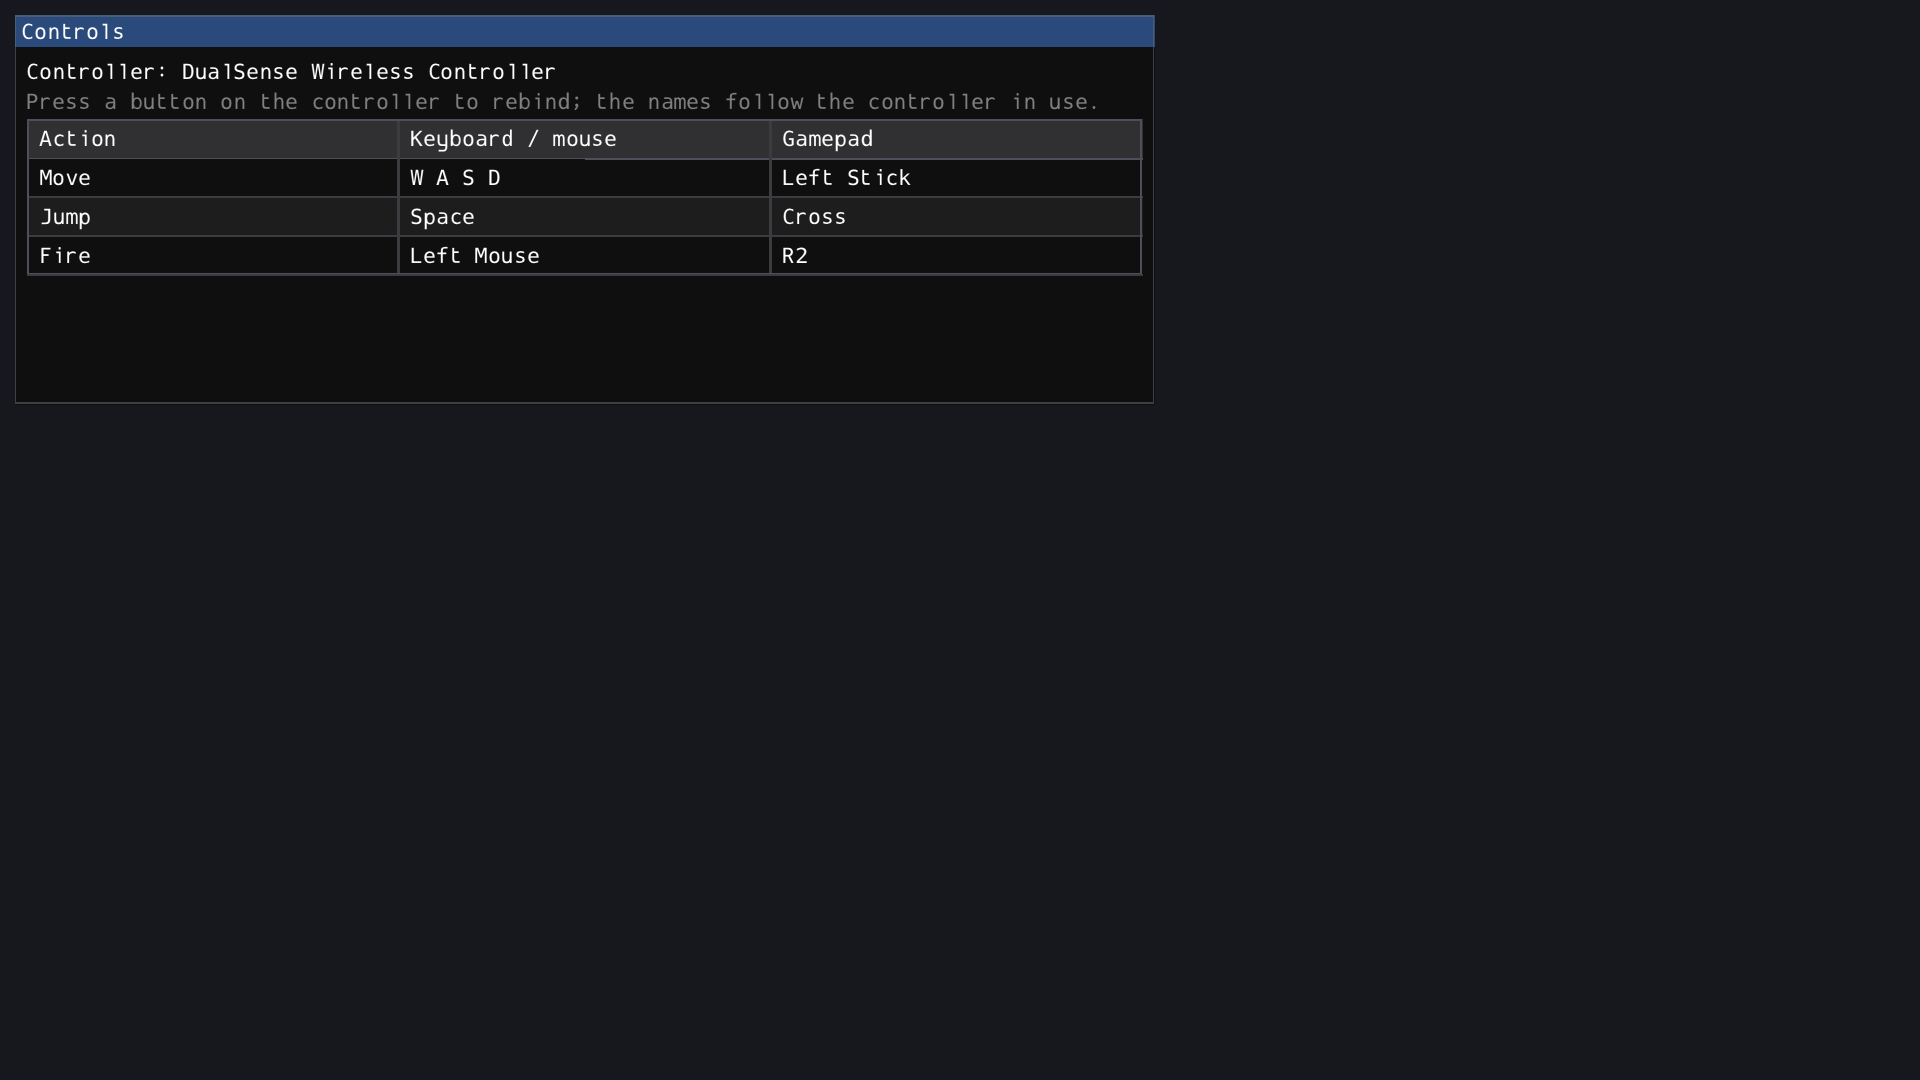 Controls
Controller: DualSense Wireless Controller
Press a button on the controller to rebind; the names follow the controller in use.
Action Keyboard / mouse Gamepad
Move W A S D Left Stick
Jump Space Cross
Fire Left Mouse R2